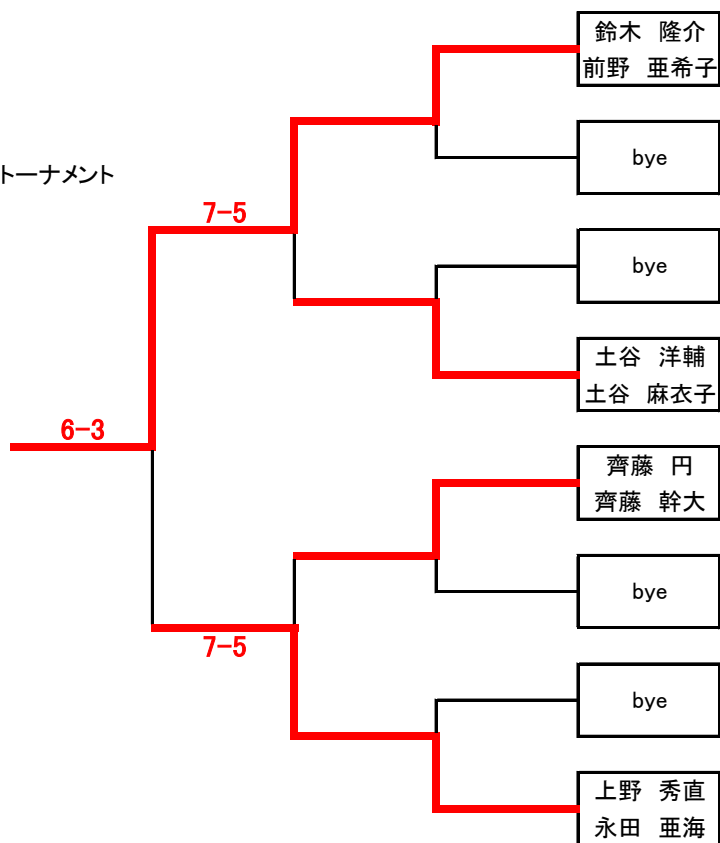 鈴木 隆介
前野 亜希子
bye
トーナメント
7-5
bye
土谷 洋輔
土谷 麻衣子
6-3
齊藤 円
齊藤 幹大
bye
7-5
bye
上野 秀直
永田 亜海